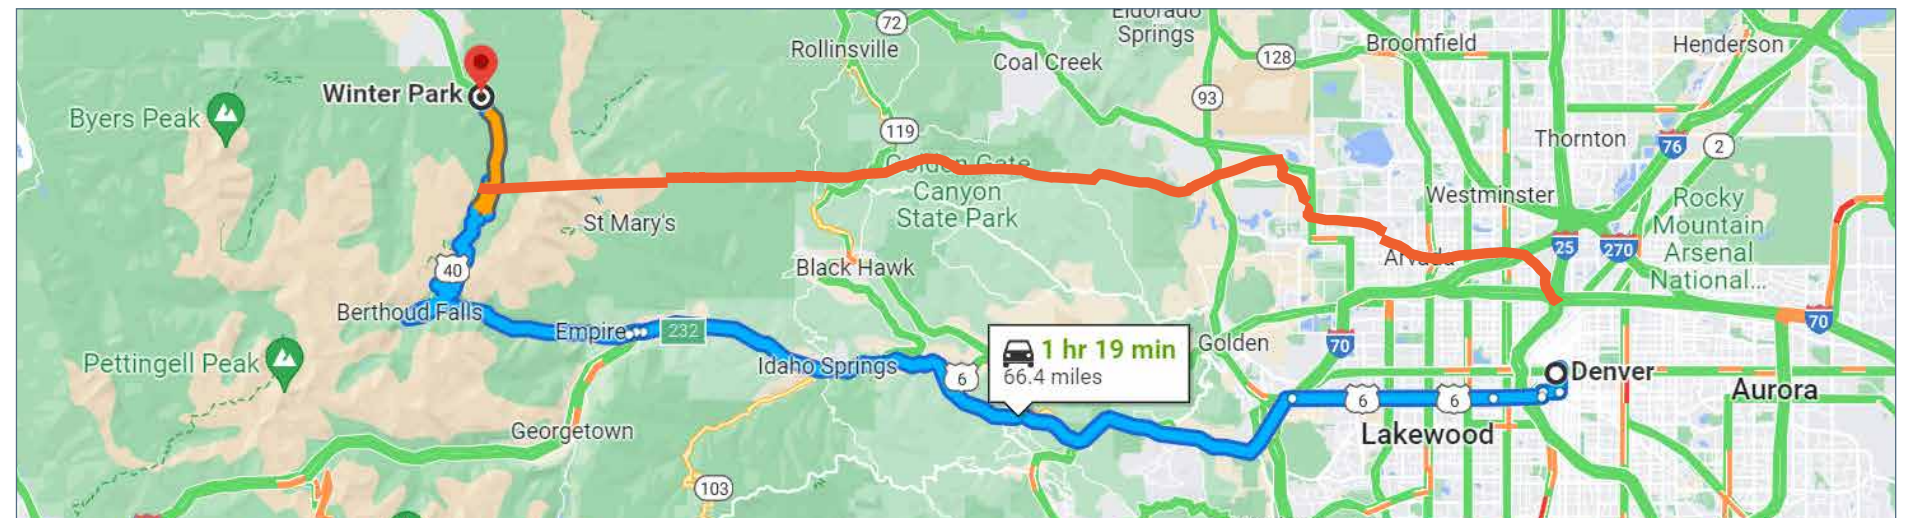 72
Eldorado
Springs
Rollinsville
Coal Creek
128
Broomfield
Henderson
Winter Park
93
Byers Peak
119
Thornton
76
2
Golden Gate
Canyon
State Park
Westminster
Rocky
Mountain
Arsenal
National...
St Mary's
25
270
Arvada
40
Black Hawk
Berthoud Falls
Empire
232
70
Pettingell Peak
Idaho Springs
6
1 hr 19 min
66.4 miles
Golden
70
Denver
Aurora
6
6
Lakewood
Georgetown
103